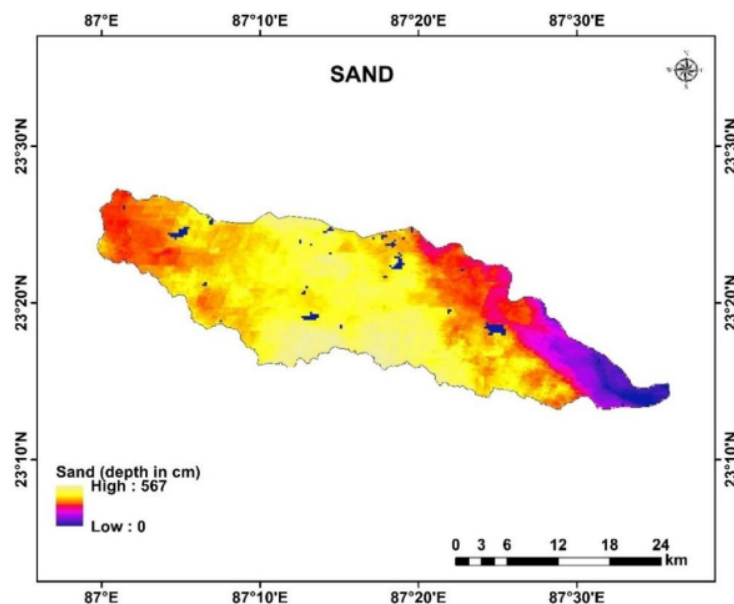 87°E 87°10'E 87°20'E 87°30'E
SAND
23°30'N 23°30'N
23°20'N 23°20'N
23°10'N 23°10'N
Sand (depth in cm)
High : 567
Low : 0
0 3 6 12 18 24
km
87°E 87°10'E 87°20'E 87°30'E